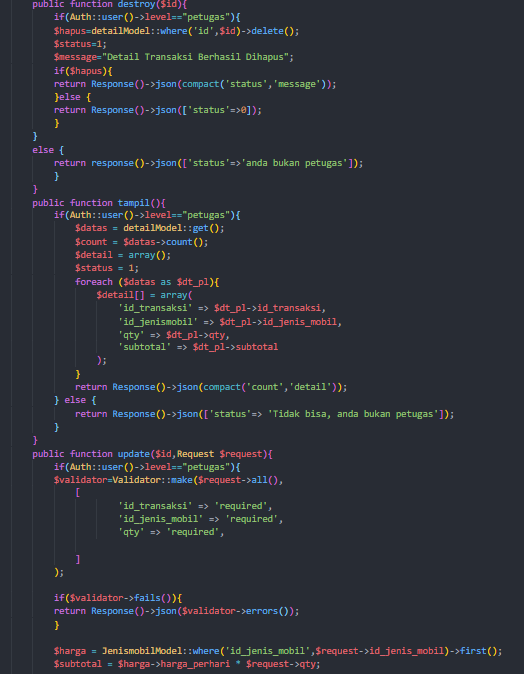 public function destroy($id){
if(Auth::user()->level=="petugas"){
$hapus=detailModel::where('id',$id)->delete();
$status=1;
$message="Detail Transaksi Berhasil Dihapus";
if($hapus){
return Response()->json(compact('status','message'));
}else {
return Response()->json(['status'=>0]);
}
}
else {
return response()->json(['status'=>'anda bukan petugas']);
}
}
public function tampil(){
if(Auth::user()->level=="petugas"){
$datas = detailModel::get();
$count = $datas->count();
$detail = array();
$status = 1;
foreach ($datas as $dt_pl){
$detail[] = array(
'id_transaksi' => $dt_pl->id_transaksi,
'id_jenismobil' => $dt_pl->id_jenis_mobil,
'qty' => $dt_pl->qty,
'subtotal' => $dt_pl->subtotal
);
}
return Response()->json(compact('count','detail'));
} else {
return Response()->json(['status'=> 'Tidak bisa, anda bukan petugas']);
}
}
public function update($id,Request $request){
if(Auth::user()->level=="petugas"){
$validator=Validator::make($request->all(),
[
'id_transaksi' => 'required',
'id_jenis_mobil' => 'required',
'qty' => 'required',
]
);
if($validator->fails()){
return Response()->json($validator->errors());
}
$harga = JenismobilModel::where('id_jenis_mobil',$request->id_jenis_mobil)->first();
$subtotal = $harga->harga_perhari * $request->qty;